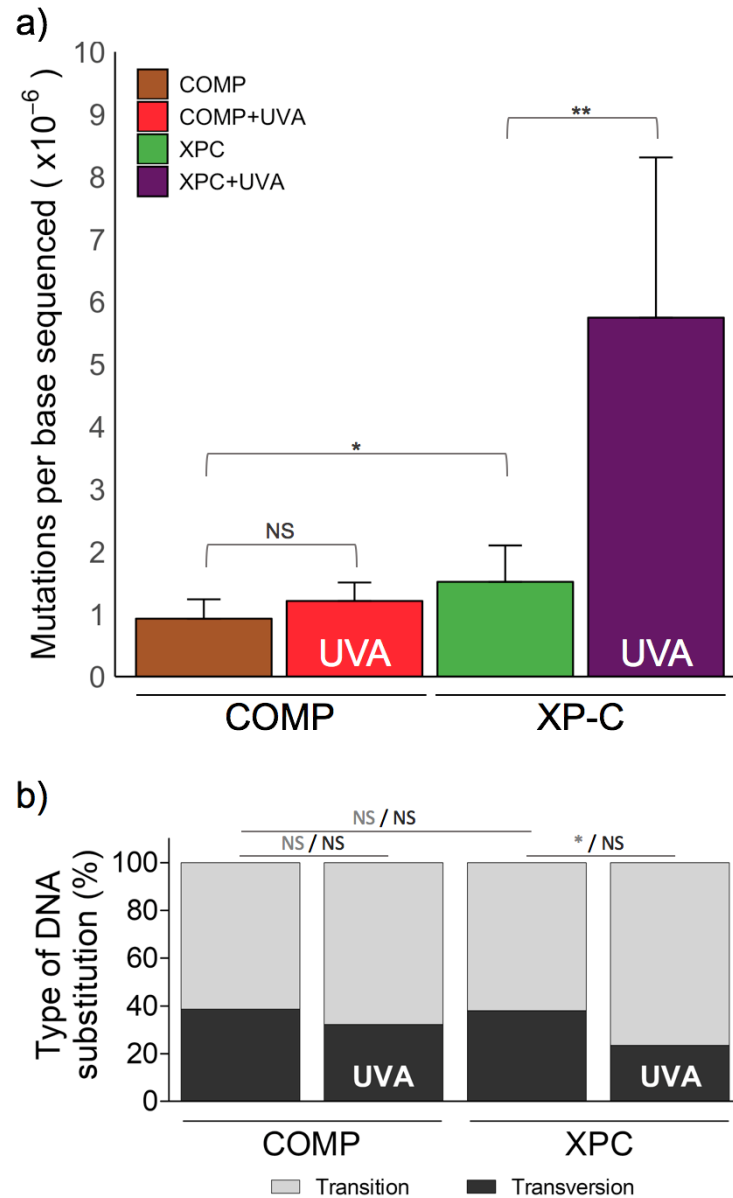 a)
Mutations per base sequenced ( x10⁻⁶ )
10
9
8
7
6
5
4
3
2
1
0
COMP
COMP+UVA
XPC
XPC+UVA
**
*
NS
UVA
UVA
COMP
XP-C
b)
NS / NS
NS / NS
* / NS
Type of DNA
substitution (%)
100
80
60
40
20
0
UVA
UVA
COMP
XPC
Transition
Transversion